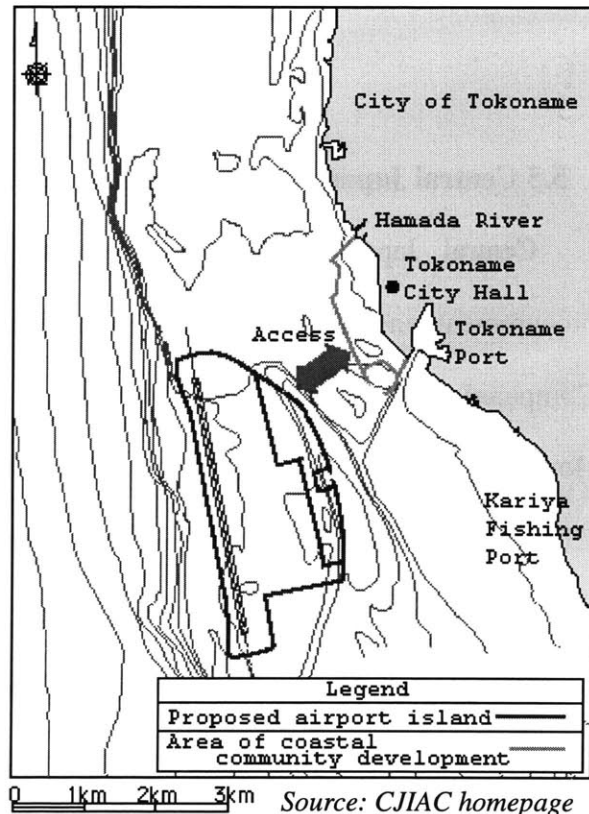 City of Tokoname
Hamada River
Tokoname
City Hall
Access
Tokoname
Port
Kariya
Fishing
Port
Legend
Proposed airport island
Area of coastal
community development
0 1km 2km 3km
Source: CJIAC homepage